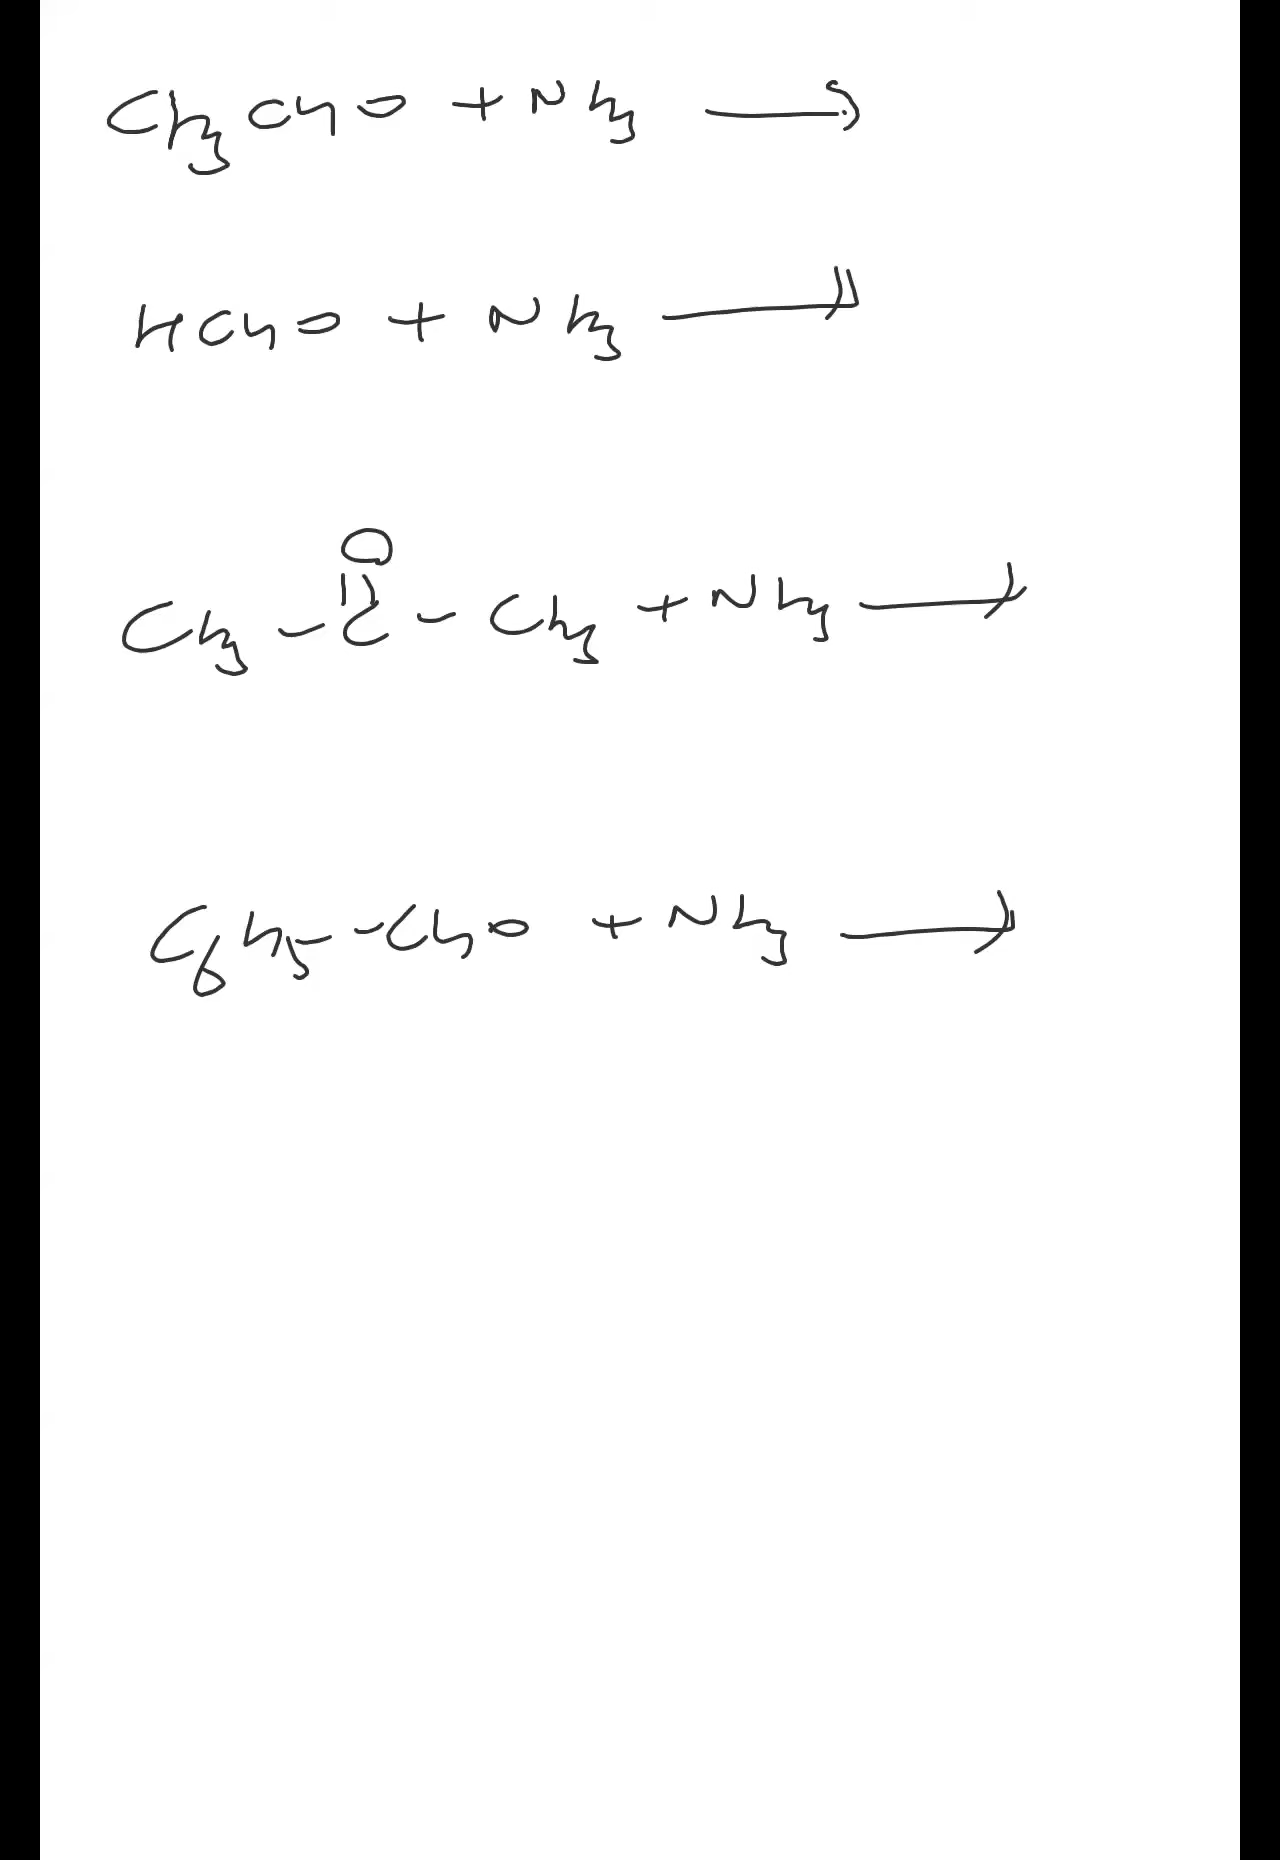 CH₃CHO + NH₃ ⟶
HCHO + NH₃ ⟶
O
CH₃ - C - CH₃ + NH₃ ⟶
C₆H₅ - CHO + NH₃ ⟶